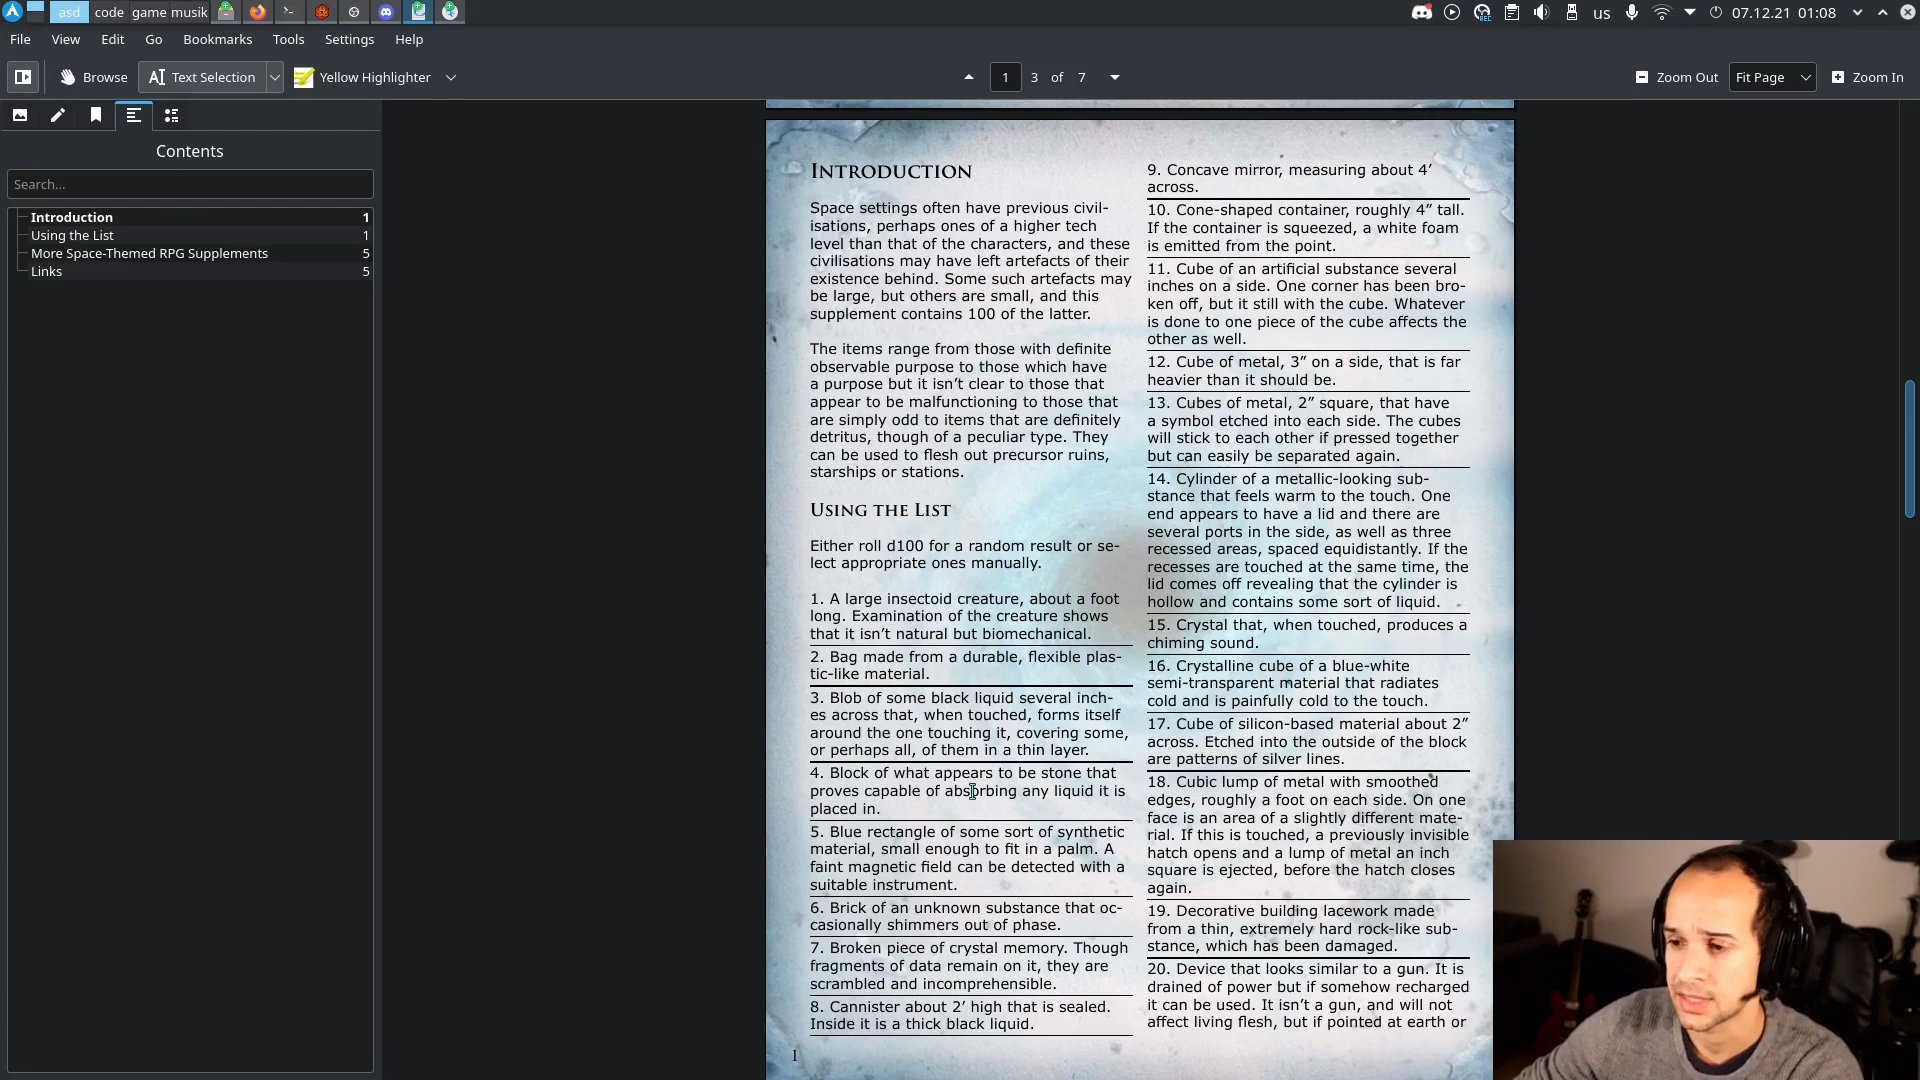 asd code game musik
us 07.12.21 01:08
File View Edit Go Bookmarks Tools Settings Help
Browse Text Selection Yellow Highlighter 1 3 of 7 Zoom Out Fit Page Zoom In
Contents
Search...
Introduction 1
Using the List 1
More Space-Themed RPG Supplements 5
Links 5
INTRODUCTION
Space settings often have previous civil-
isations, perhaps ones of a higher tech
level than that of the characters, and these
civilisations may have left artefacts of their
existence behind. Some such artefacts may
be large, but others are small, and this
supplement contains 100 of the latter.
The items range from those with definite
observable purpose to those which have
a purpose but it isn’t clear to those that
appear to be malfunctioning to those that
are simply odd to items that are definitely
detritus, though of a peculiar type. They
can be used to flesh out precursor ruins,
starships or stations.
USING THE LIST
Either roll d100 for a random result or se-
lect appropriate ones manually.
1. A large insectoid creature, about a foot
long. Examination of the creature shows
that it isn’t natural but biomechanical.
2. Bag made from a durable, flexible plas-
tic-like material.
3. Blob of some black liquid several inch-
es across that, when touched, forms itself
around the one touching it, covering some,
or perhaps all, of them in a thin layer.
4. Block of what appears to be stone that
proves capable of absorbing any liquid it is
placed in.
5. Blue rectangle of some sort of synthetic
material, small enough to fit in a palm. A
faint magnetic field can be detected with a
suitable instrument.
6. Brick of an unknown substance that oc-
casionally shimmers out of phase.
7. Broken piece of crystal memory. Though
fragments of data remain on it, they are
scrambled and incomprehensible.
8. Cannister about 2’ high that is sealed.
Inside it is a thick black liquid.
1
9. Concave mirror, measuring about 4’
across.
10. Cone-shaped container, roughly 4” tall.
If the container is squeezed, a white foam
is emitted from the point.
11. Cube of an artificial substance several
inches on a side. One corner has been bro-
ken off, but it still with the cube. Whatever
is done to one piece of the cube affects the
other as well.
12. Cube of metal, 3” on a side, that is far
heavier than it should be.
13. Cubes of metal, 2” square, that have
a symbol etched into each side. The cubes
will stick to each other if pressed together
but can easily be separated again.
14. Cylinder of a metallic-looking sub-
stance that feels warm to the touch. One
end appears to have a lid and there are
several ports in the side, as well as three
recessed areas, spaced equidistantly. If the
recesses are touched at the same time, the
lid comes off revealing that the cylinder is
hollow and contains some sort of liquid.
15. Crystal that, when touched, produces a
chiming sound.
16. Crystalline cube of a blue-white
semi-transparent material that radiates
cold and is painfully cold to the touch.
17. Cube of silicon-based material about 2”
across. Etched into the outside of the block
are patterns of silver lines.
18. Cubic lump of metal with smoothed
edges, roughly a foot on each side. On one
face is an area of a slightly different mate-
rial. If this is touched, a previously invisible
hatch opens and a lump of metal an inch
square is ejected, before the hatch closes
again.
19. Decorative building lacework made
from a thin, extremely hard rock-like sub-
stance, which has been damaged.
20. Device that looks similar to a gun. It is
drained of power but if somehow recharged
it can be used. It isn’t a gun, and will not
affect living flesh, but if pointed at earth or